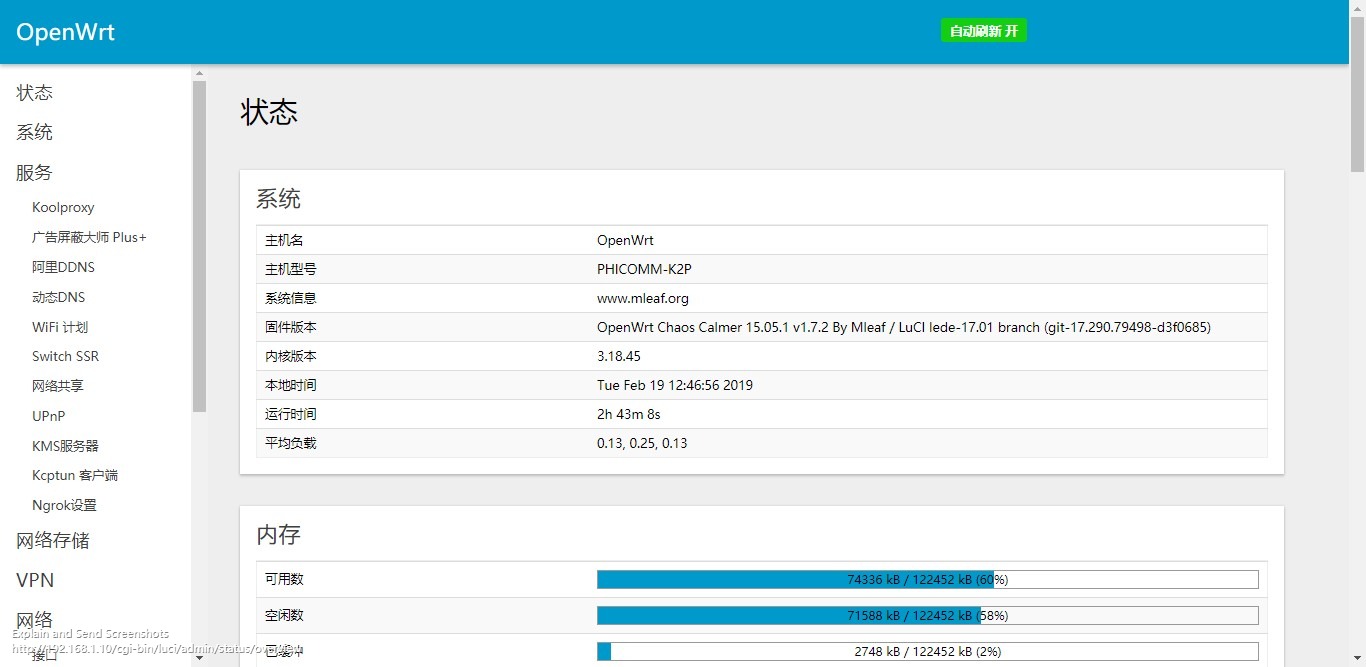 OpenWrt
自动刷新 开
状态
系统
服务
Koolproxy
广告屏蔽大师 Plus+
阿里DDNS
动态DNS
WiFi 计划
Switch SSR
网络共享
UPnP
KMS服务器
Kcptun 客户端
Ngrok设置
网络存储
VPN
网络
接口
状态
系统
主机名 OpenWrt
主机型号 PHICOMM-K2P
系统信息 www.mleaf.org
固件版本 OpenWrt Chaos Calmer 15.05.1 v1.7.2 By Mleaf / LuCI lede-17.01 branch (git-17.290.79498-d3f0685)
内核版本 3.18.45
本地时间 Tue Feb 19 12:46:56 2019
运行时间 2h 43m 8s
平均负载 0.13, 0.25, 0.13
内存
可用数 74336 kB / 122452 kB (60%)
空闲数 71588 kB / 122452 kB (58%)
已缓冲 2748 kB / 122452 kB (2%)
Explain and Send Screenshots
http://192.168.1.10/cgi-bin/luci/admin/status/overview